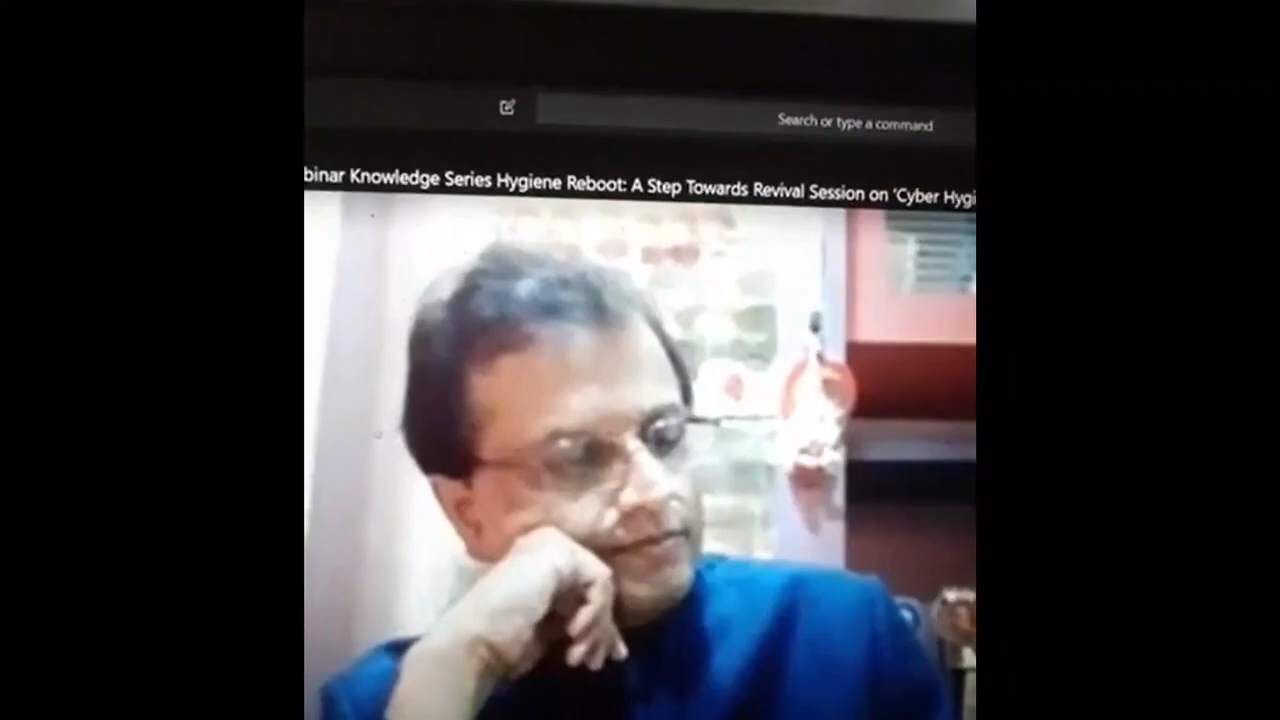 Search or type a command
binar Knowledge Series Hygiene Reboot: A Step Towards Revival Session on 'Cyber Hygi